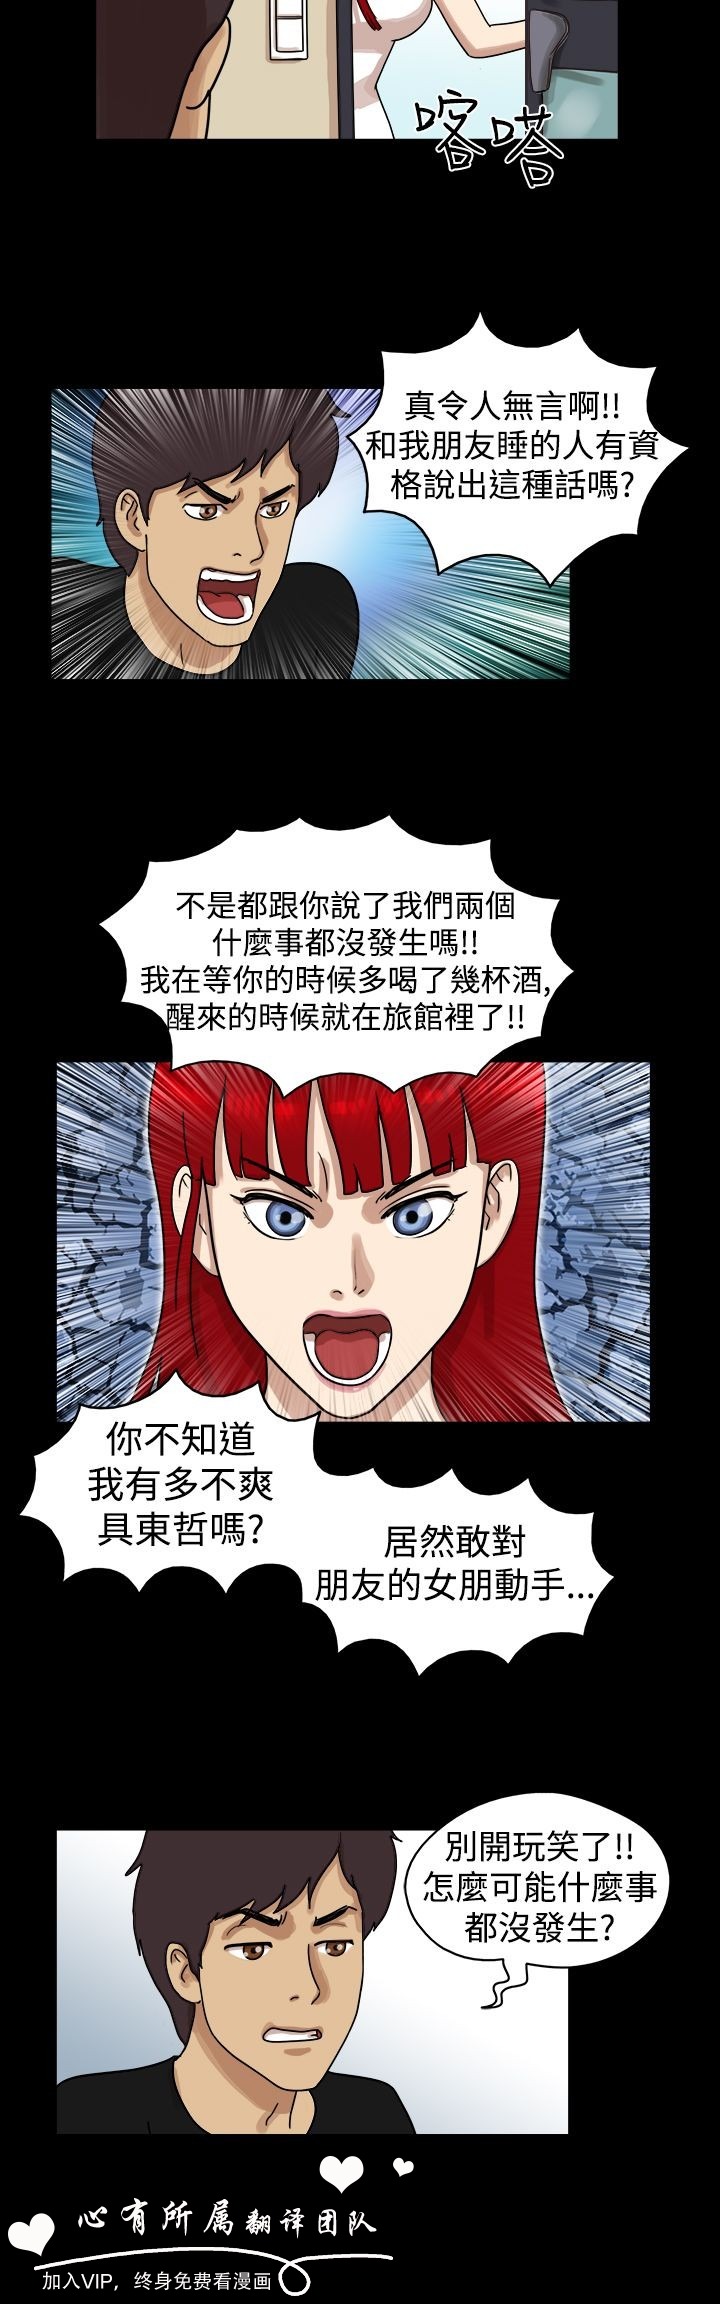 喀嗒
真令人無言啊!!
和我朋友睡的人有資
格說出這種話嗎?
不是都跟你說了我們兩個
什麼事都沒發生嗎!!
我在等你的時候多喝了幾杯酒,
醒來的時候就在旅館裡了!!
你不知道
我有多不爽
具東哲嗎?
居然敢對
朋友的女朋動手...
別開玩笑了!!
怎麼可能什麼事
都沒發生?
心有所属翻译团队
加入VIP，终身免费看漫画